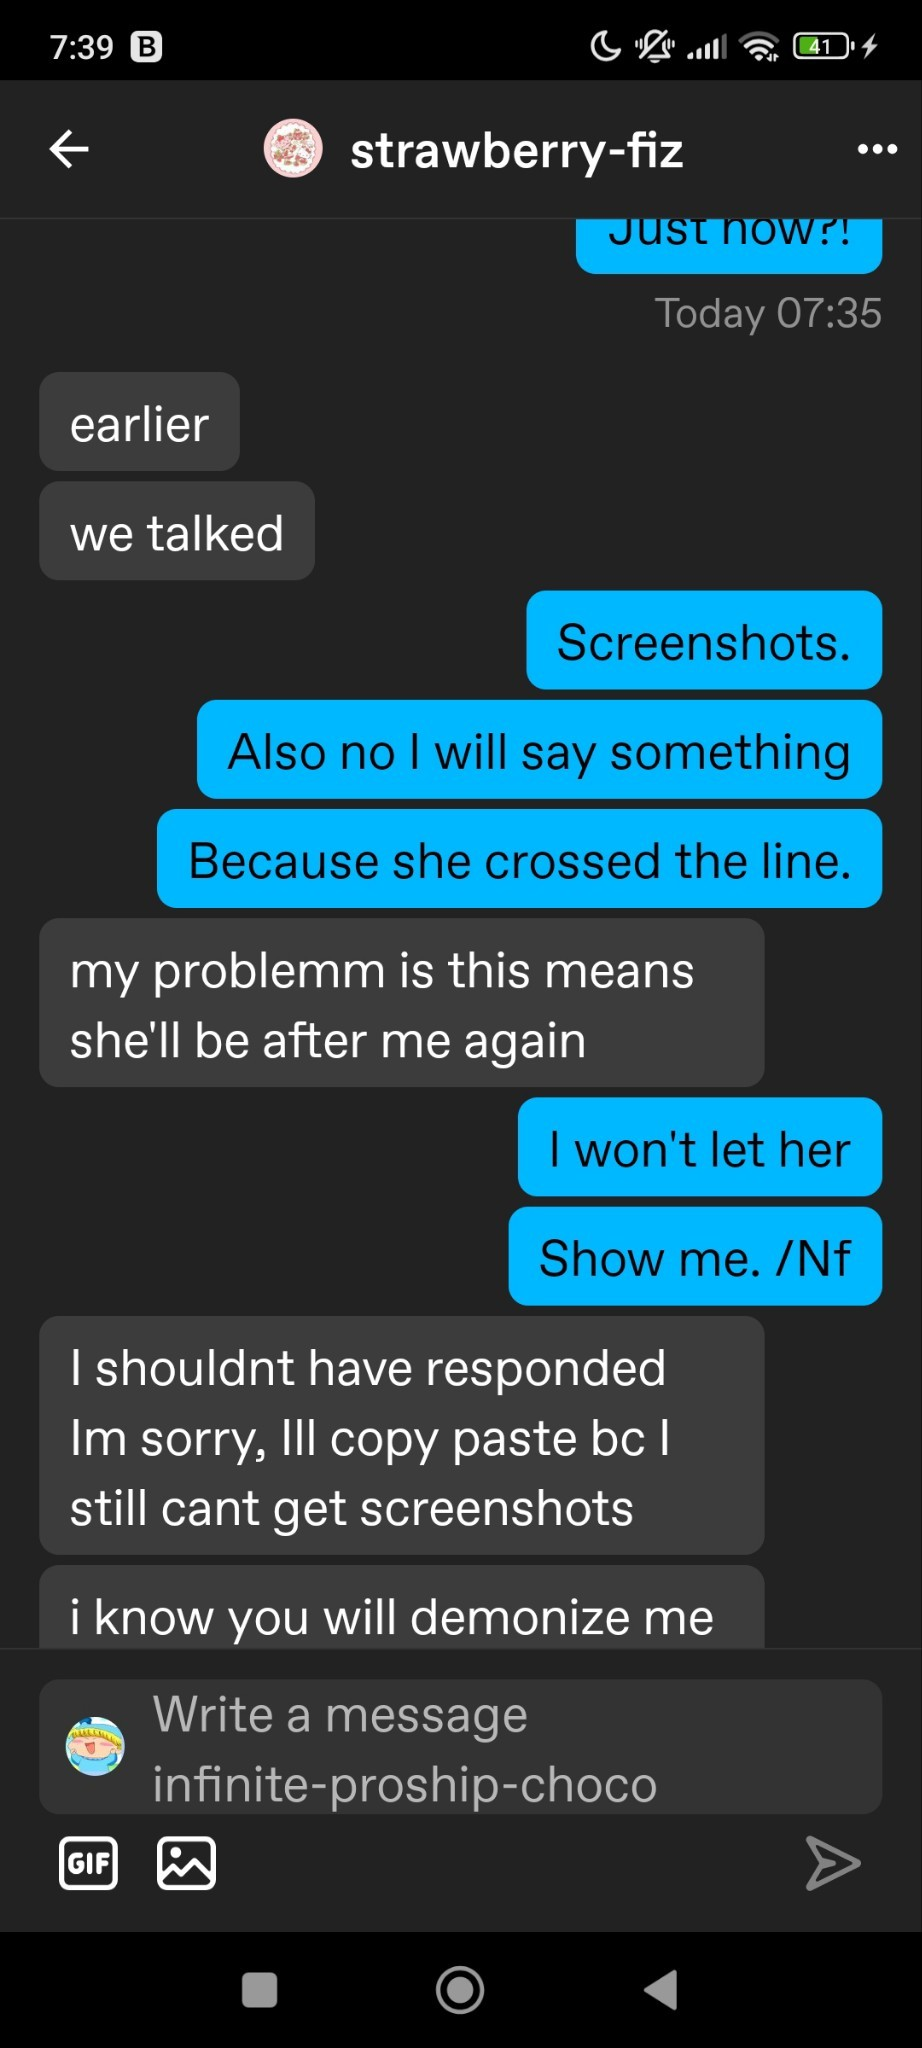 7:39 B
41
strawberry-fiz
Just now?!
Today 07:35
earlier
we talked
Screenshots.
Also no I will say something
Because she crossed the line.
my problemm is this means
she'll be after me again
I won't let her
Show me. /Nf
I shouldnt have responded
Im sorry, Ill copy paste bc I
still cant get screenshots
i know you will demonize me
Write a message
infinite-proship-choco
GIF